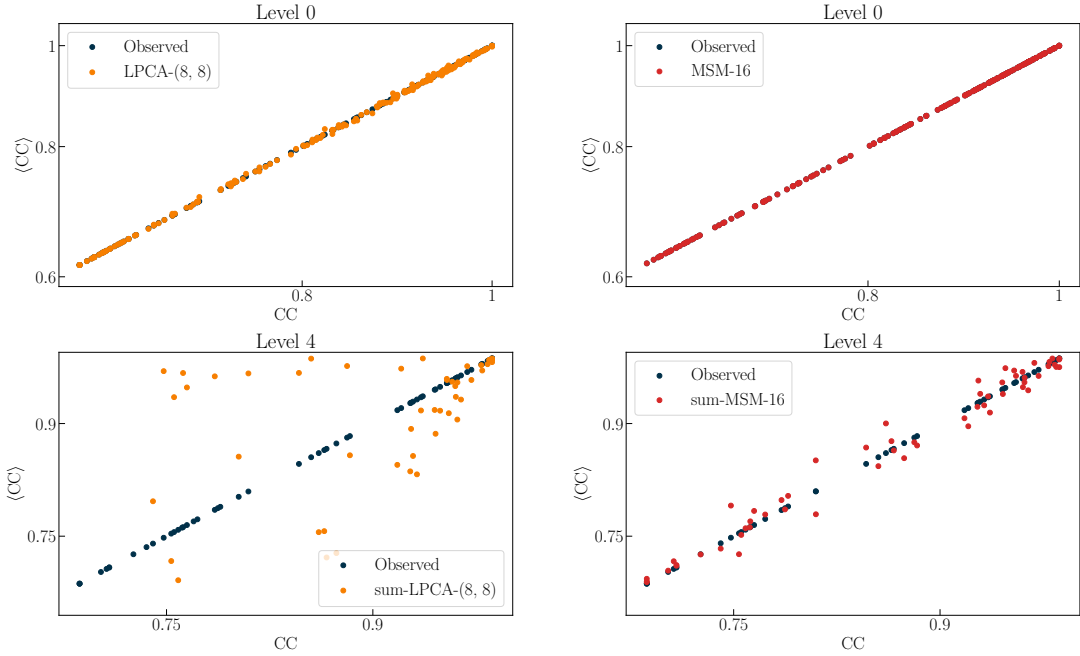 Level 0
1
0.8
0.6
⟨CC⟩
Observed
LPCA-(8, 8)
0.8
1
CC
Level 0
1
0.8
0.6
⟨CC⟩
Observed
MSM-16
0.8
1
CC
Level 4
0.9
0.75
⟨CC⟩
Observed
sum-LPCA-(8, 8)
0.75
0.9
CC
Level 4
0.9
0.75
⟨CC⟩
Observed
sum-MSM-16
0.75
0.9
CC